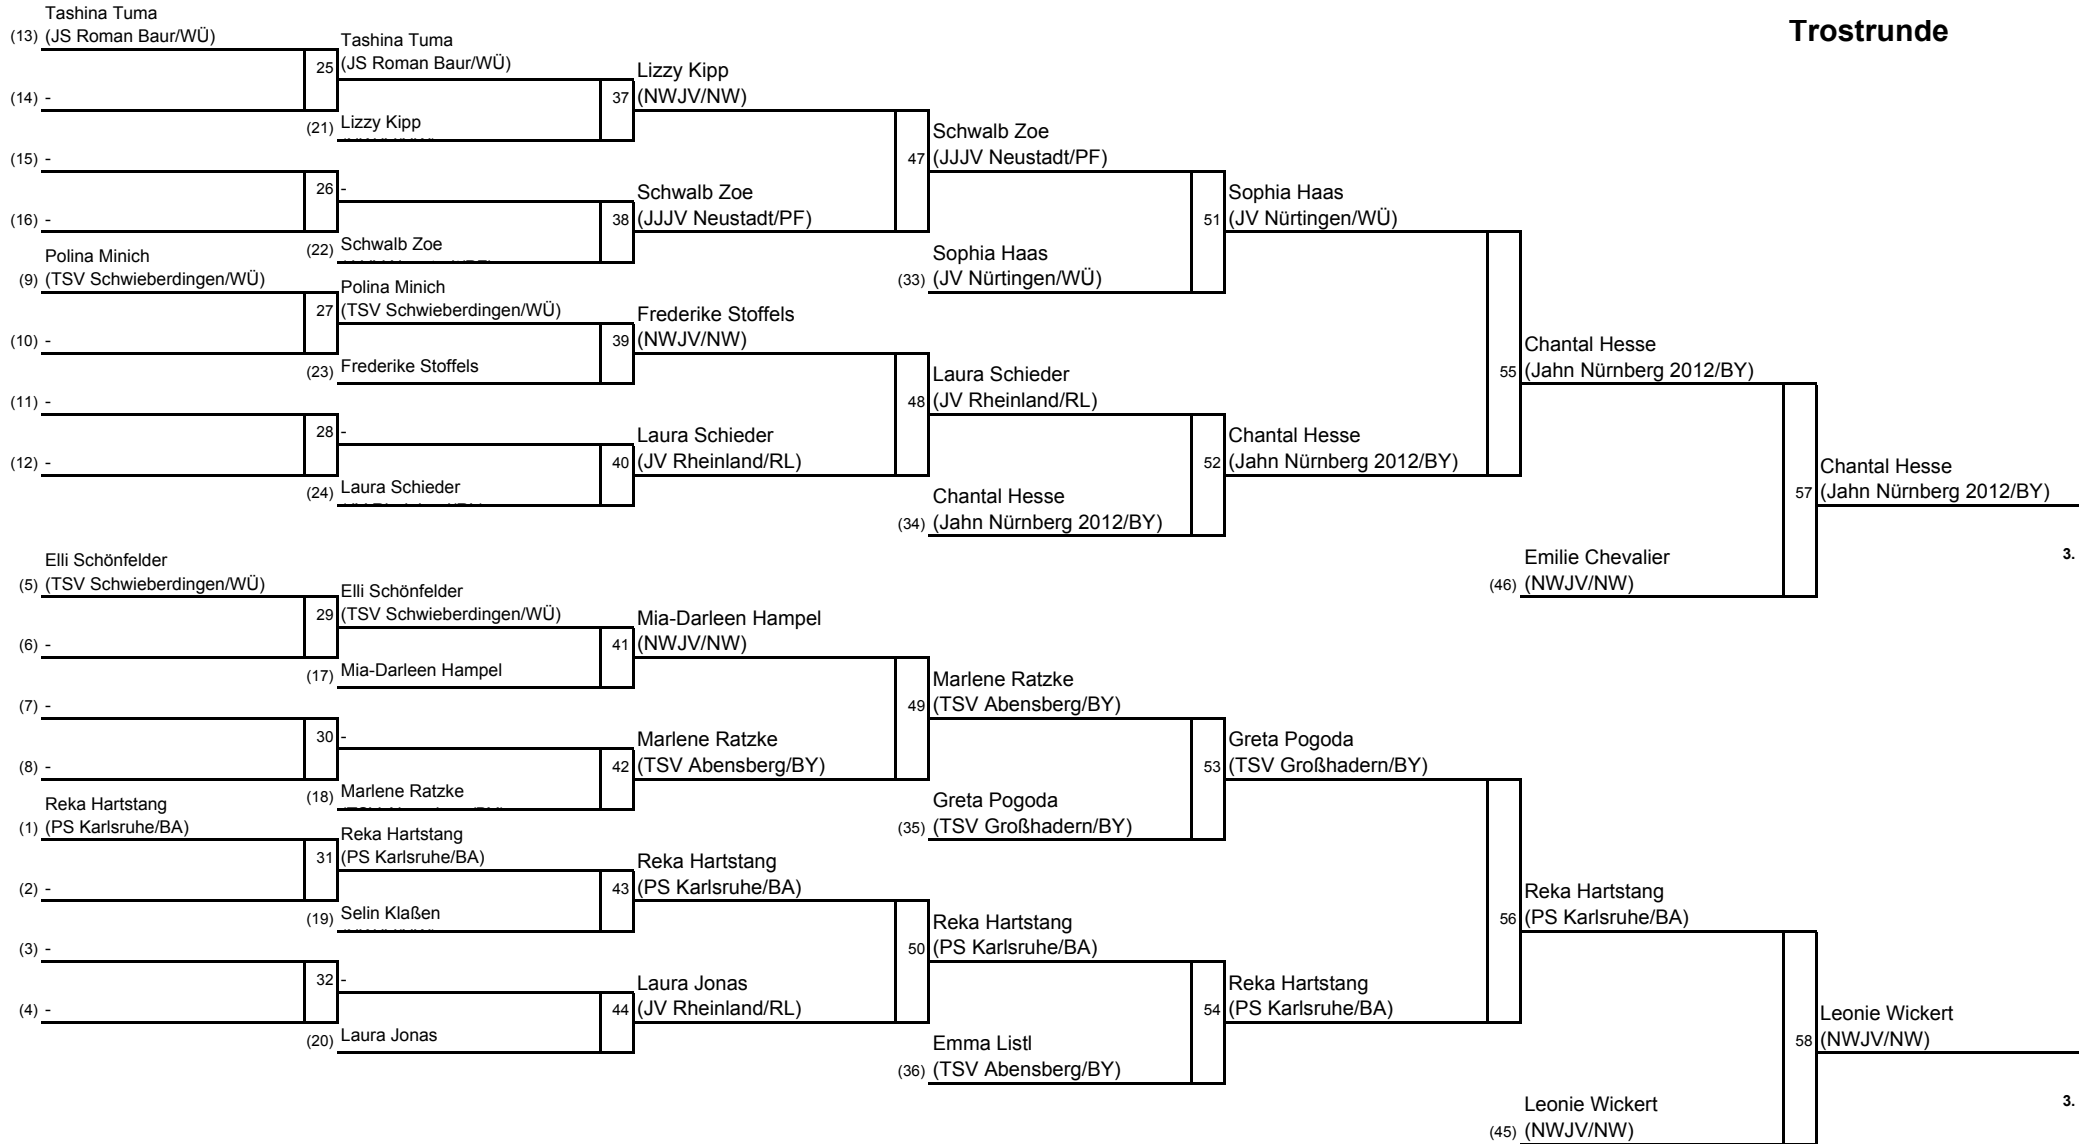 Trostrunde
Tashina Tuma
(13) (JS Roman Baur/WÜ)
(14) -
25
(15) -
(16) -
26
Polina Minich
(9) (TSV Schwieberdingen/WÜ)
(10) -
27
(11) -
(12) -
28
Elli Schönfelder
(5) (TSV Schwieberdingen/WÜ)
(6) -
29
(7) -
(8) -
30
Reka Hartstang
(1) (PS Karlsruhe/BA)
(2) -
31
(3) -
(4) -
32
Tashina Tuma
(JS Roman Baur/WÜ)
(21) Lizzy Kipp
37
-
(22) Schwalb Zoe
38
Polina Minich
(TSV Schwieberdingen/WÜ)
(23) Frederike Stoffels
39
-
(24) Laura Schieder
40
Elli Schönfelder
(TSV Schwieberdingen/WÜ)
(17) Mia-Darleen Hampel
41
-
(18) Marlene Ratzke
42
Reka Hartstang
(PS Karlsruhe/BA)
(19) Selin Klaßen
43
-
(20) Laura Jonas
44
Lizzy Kipp
(NWJV/NW)
Schwalb Zoe
(JJJV Neustadt/PF)
47
Frederike Stoffels
(NWJV/NW)
Laura Schieder
(JV Rheinland/RL)
48
Mia-Darleen Hampel
(NWJV/NW)
Marlene Ratzke
(TSV Abensberg/BY)
49
Reka Hartstang
(PS Karlsruhe/BA)
Laura Jonas
(JV Rheinland/RL)
50
Schwalb Zoe
(JJJV Neustadt/PF)
Sophia Haas
(33) (JV Nürtingen/WÜ)
51
Laura Schieder
(JV Rheinland/RL)
Chantal Hesse
(34) (Jahn Nürnberg 2012/BY)
52
Marlene Ratzke
(TSV Abensberg/BY)
Greta Pogoda
(35) (TSV Großhadern/BY)
53
Reka Hartstang
(PS Karlsruhe/BA)
Emma Listl
(36) (TSV Abensberg/BY)
54
Sophia Haas
(JV Nürtingen/WÜ)
Chantal Hesse
(Jahn Nürnberg 2012/BY)
55
Greta Pogoda
(TSV Großhadern/BY)
Reka Hartstang
(PS Karlsruhe/BA)
56
Chantal Hesse
(Jahn Nürnberg 2012/BY)
Emilie Chevalier
(46) (NWJV/NW)
57
Reka Hartstang
(PS Karlsruhe/BA)
Leonie Wickert
(45) (NWJV/NW)
58
Chantal Hesse
(Jahn Nürnberg 2012/BY)
3.
Leonie Wickert
(NWJV/NW)
3.